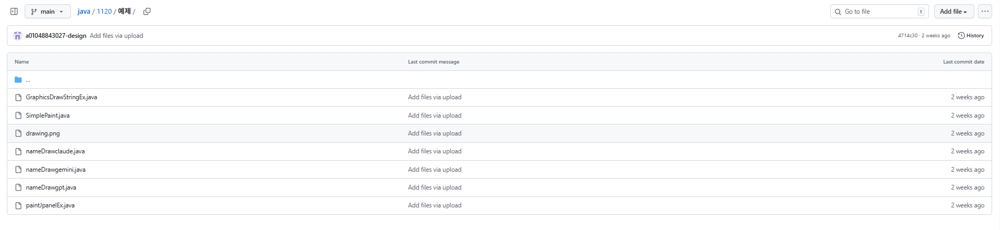 main java / 1120 / 예제 / Go to file t Add file ...
a01048843027-design Add files via upload 4714c30 · 2 weeks ago History
Name Last commit message Last commit date
..
GraphicsDrawStringEx.java Add files via upload 2 weeks ago
SimplePaint.java Add files via upload 2 weeks ago
drawing.png Add files via upload 2 weeks ago
nameDrawclaude.java Add files via upload 2 weeks ago
nameDrawgemini.java Add files via upload 2 weeks ago
nameDrawgpt.java Add files via upload 2 weeks ago
paintJpanelEx.java Add files via upload 2 weeks ago